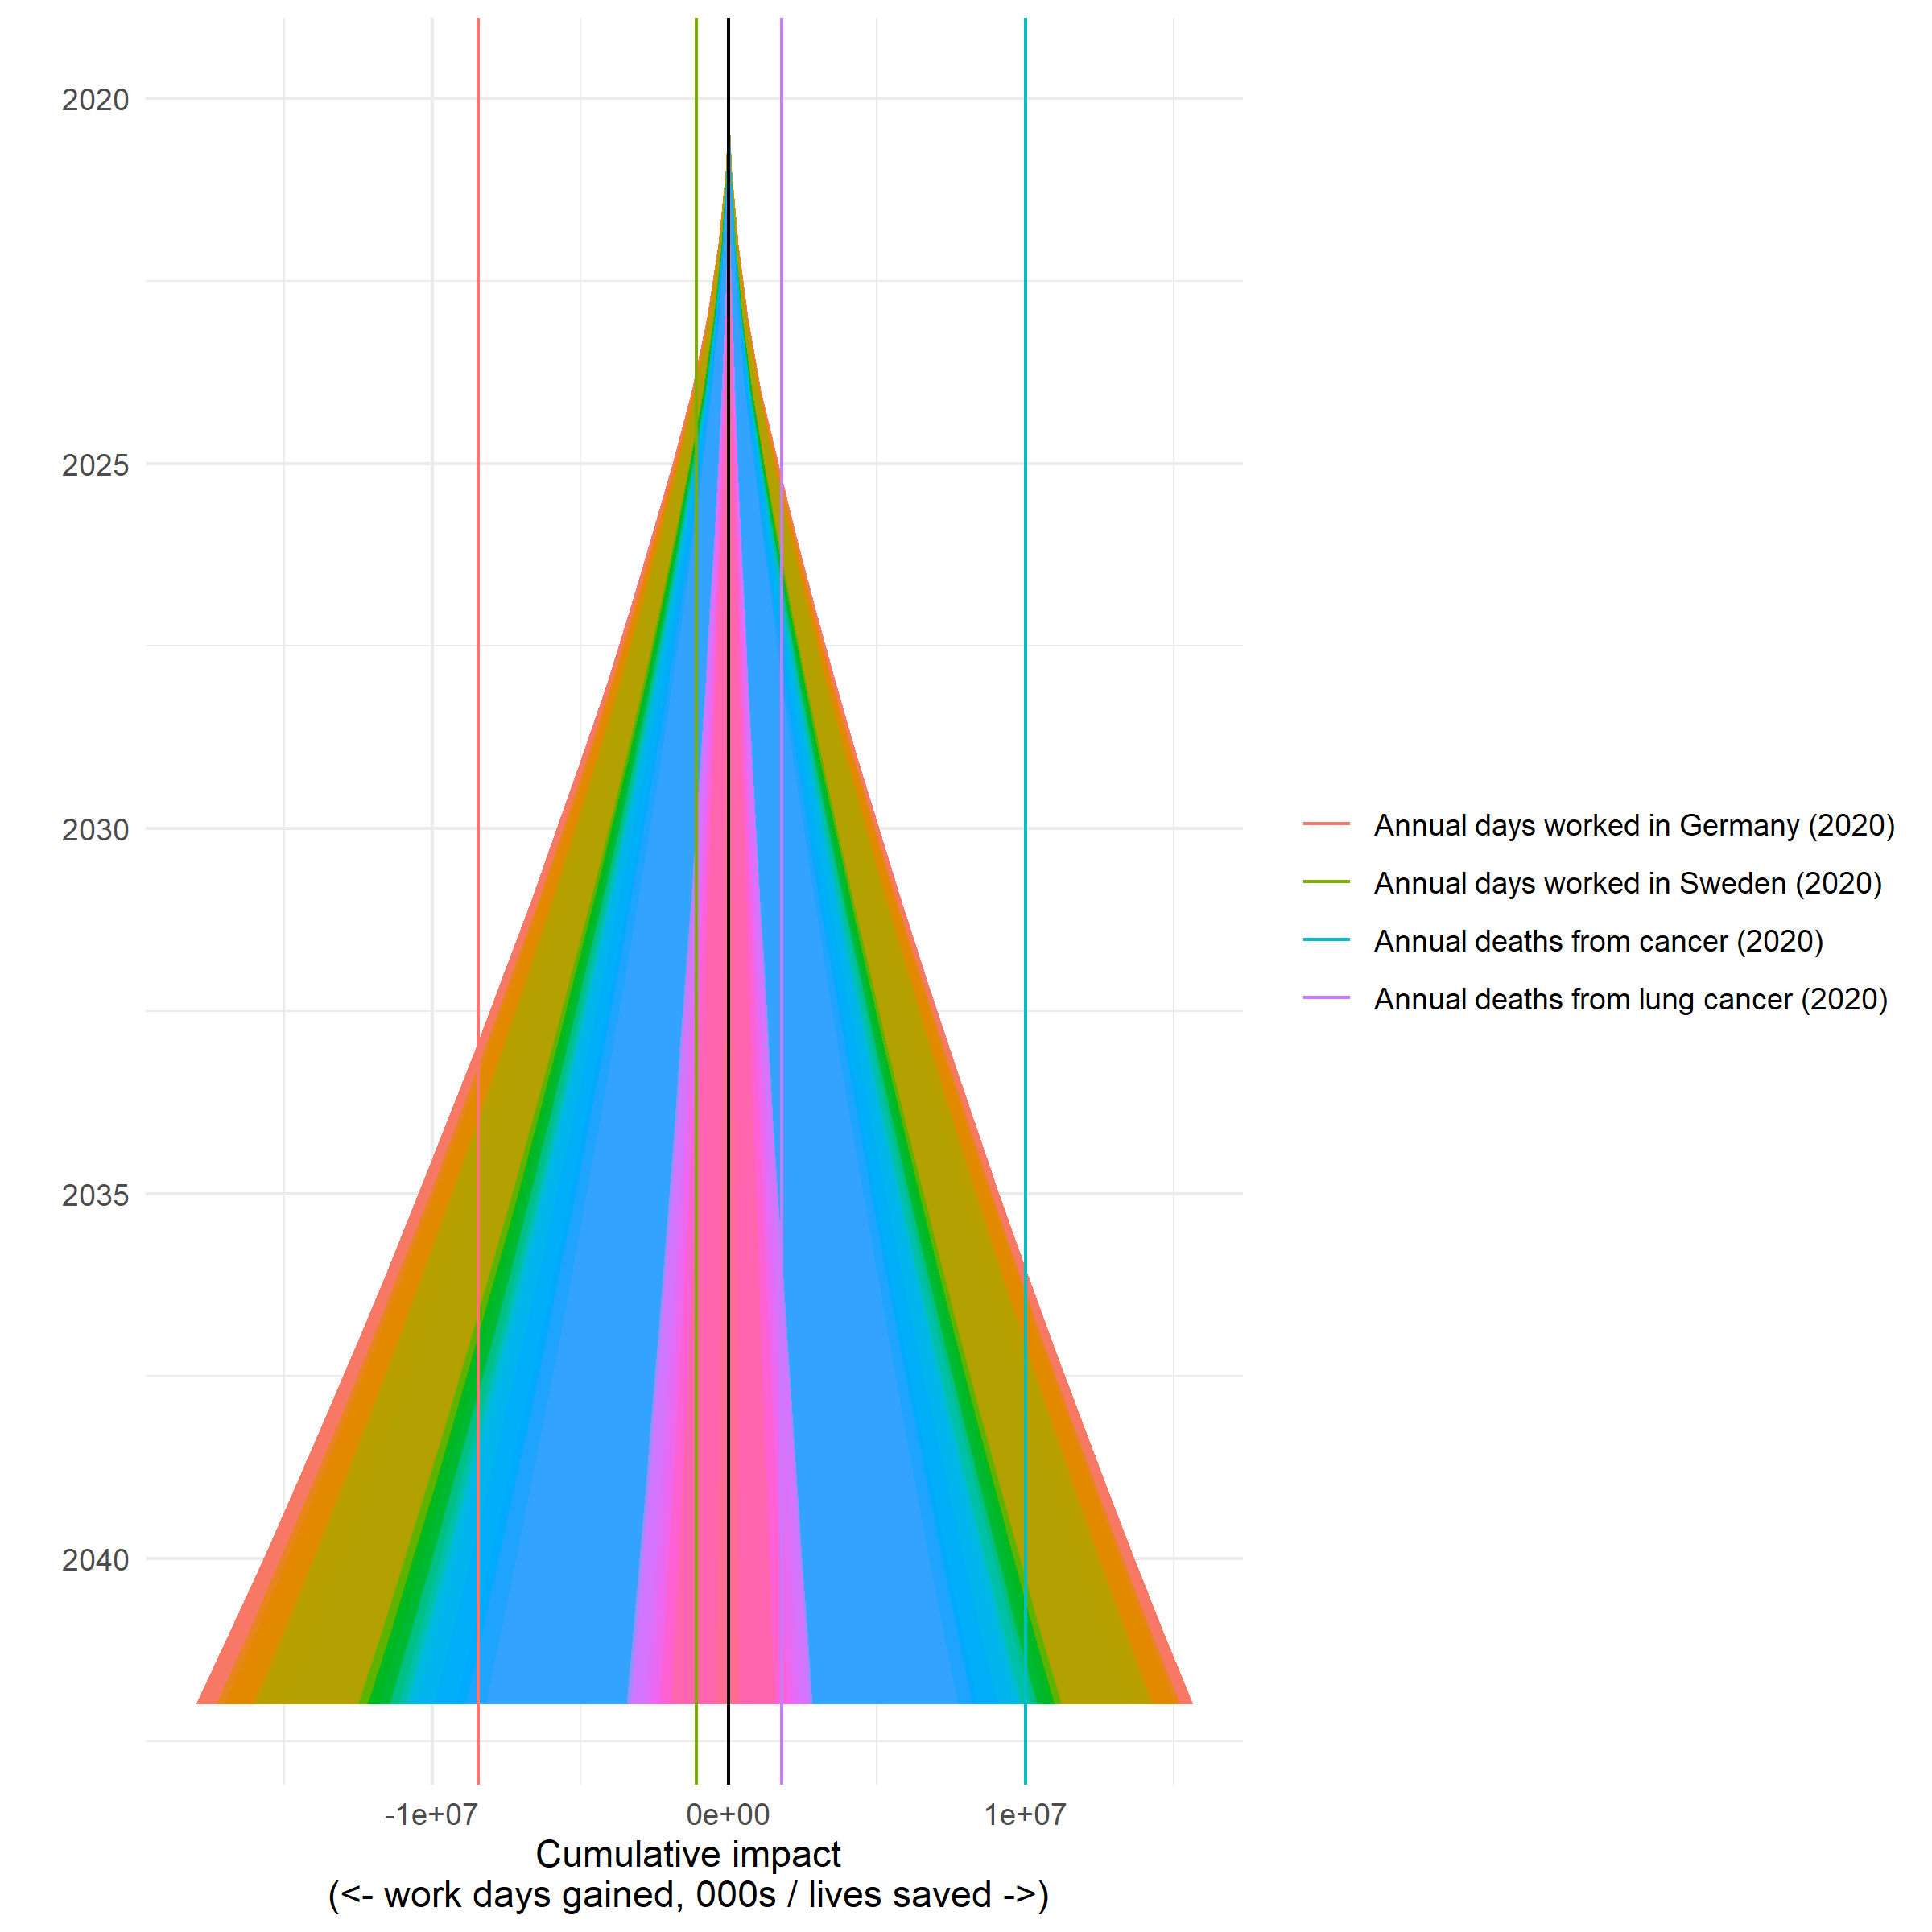 2020
2025
2030
2035
2040
-1e+07
0e+00
1e+07
Cumulative impact
(<- work days gained, 000s / lives saved ->)
Annual days worked in Germany (2020)
Annual days worked in Sweden (2020)
Annual deaths from cancer (2020)
Annual deaths from lung cancer (2020)